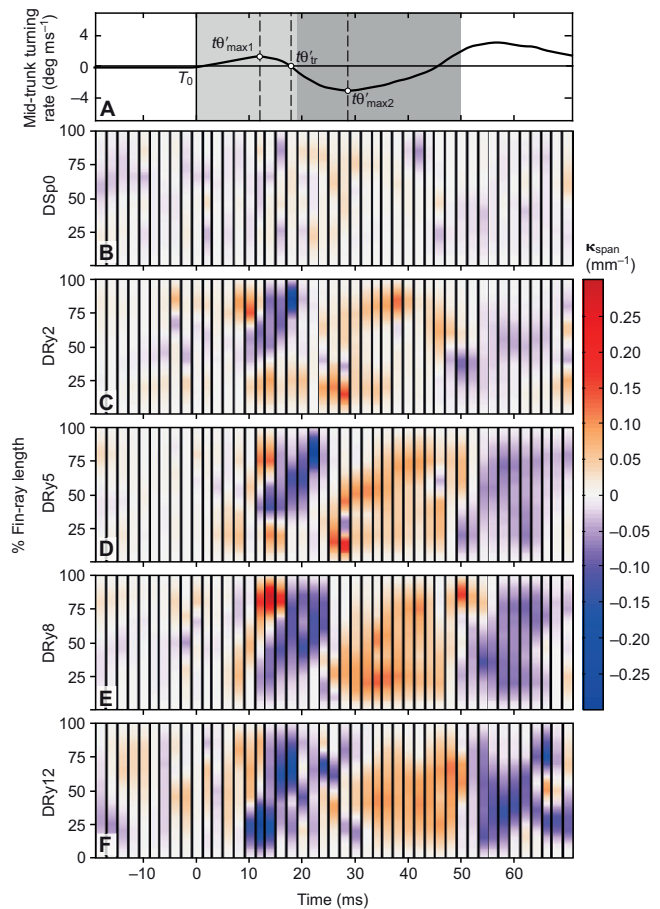 Mid-trunk turning
rate (deg ms–1)
4
0
–4
T0
tθ′max1
tθ′tr
tθ′max2
A
% Fin-ray length
DSp0
100
75
50
25
B
DRy2
100
75
50
25
C
DRy5
100
75
50
25
D
DRy8
100
75
50
25
E
DRy12
100
75
50
25
0
F
–10 0 10 20 30 40 50 60
Time (ms)
κspan
(mm–1)
0.25
0.20
0.15
0.10
0.05
0
–0.05
–0.10
–0.15
–0.20
–0.25